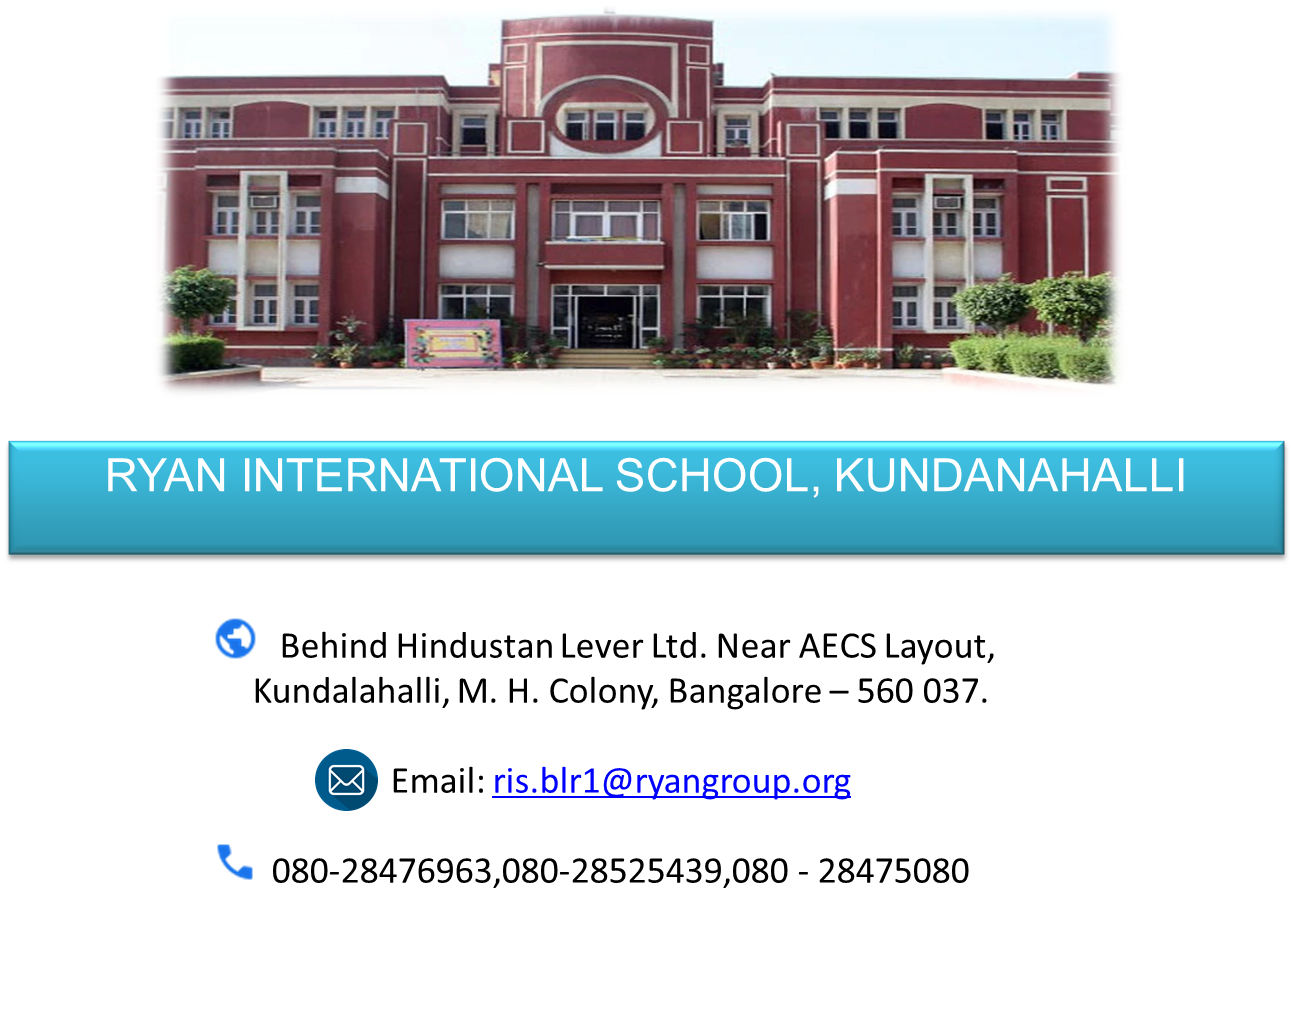 RYAN INTERNATIONAL SCHOOL, KUNDANAHALLI
Behind Hindustan Lever Ltd. Near AECS Layout,
Kundalahalli, M. H. Colony, Bangalore – 560 037.
Email: ris.blr1@ryangroup.org
080-28476963,080-28525439,080 - 28475080